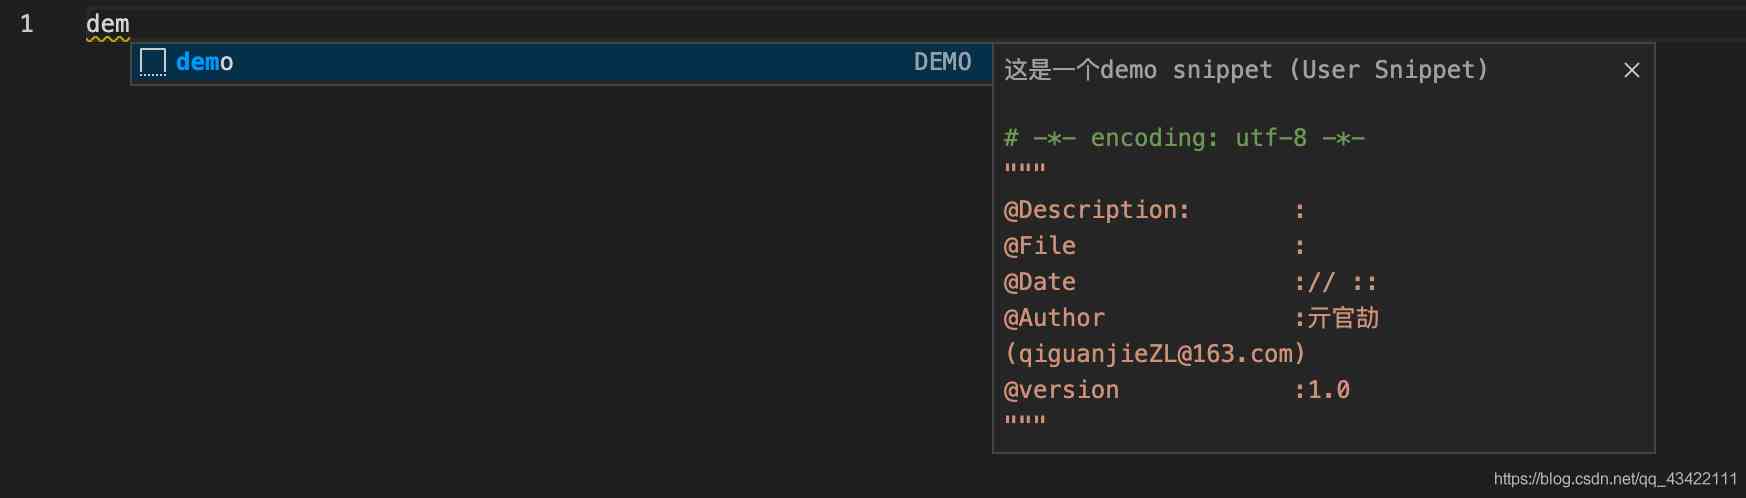 1 dem
demo DEMO
这是一个demo snippet (User Snippet) ×
# -*- encoding: utf-8 -*-
"""
@Description: :
@File :
@Date :// ::
@Author :亓官劼
(qiguanjieZL@163.com)
@version :1.0
"""
https://blog.csdn.net/qq_43422111